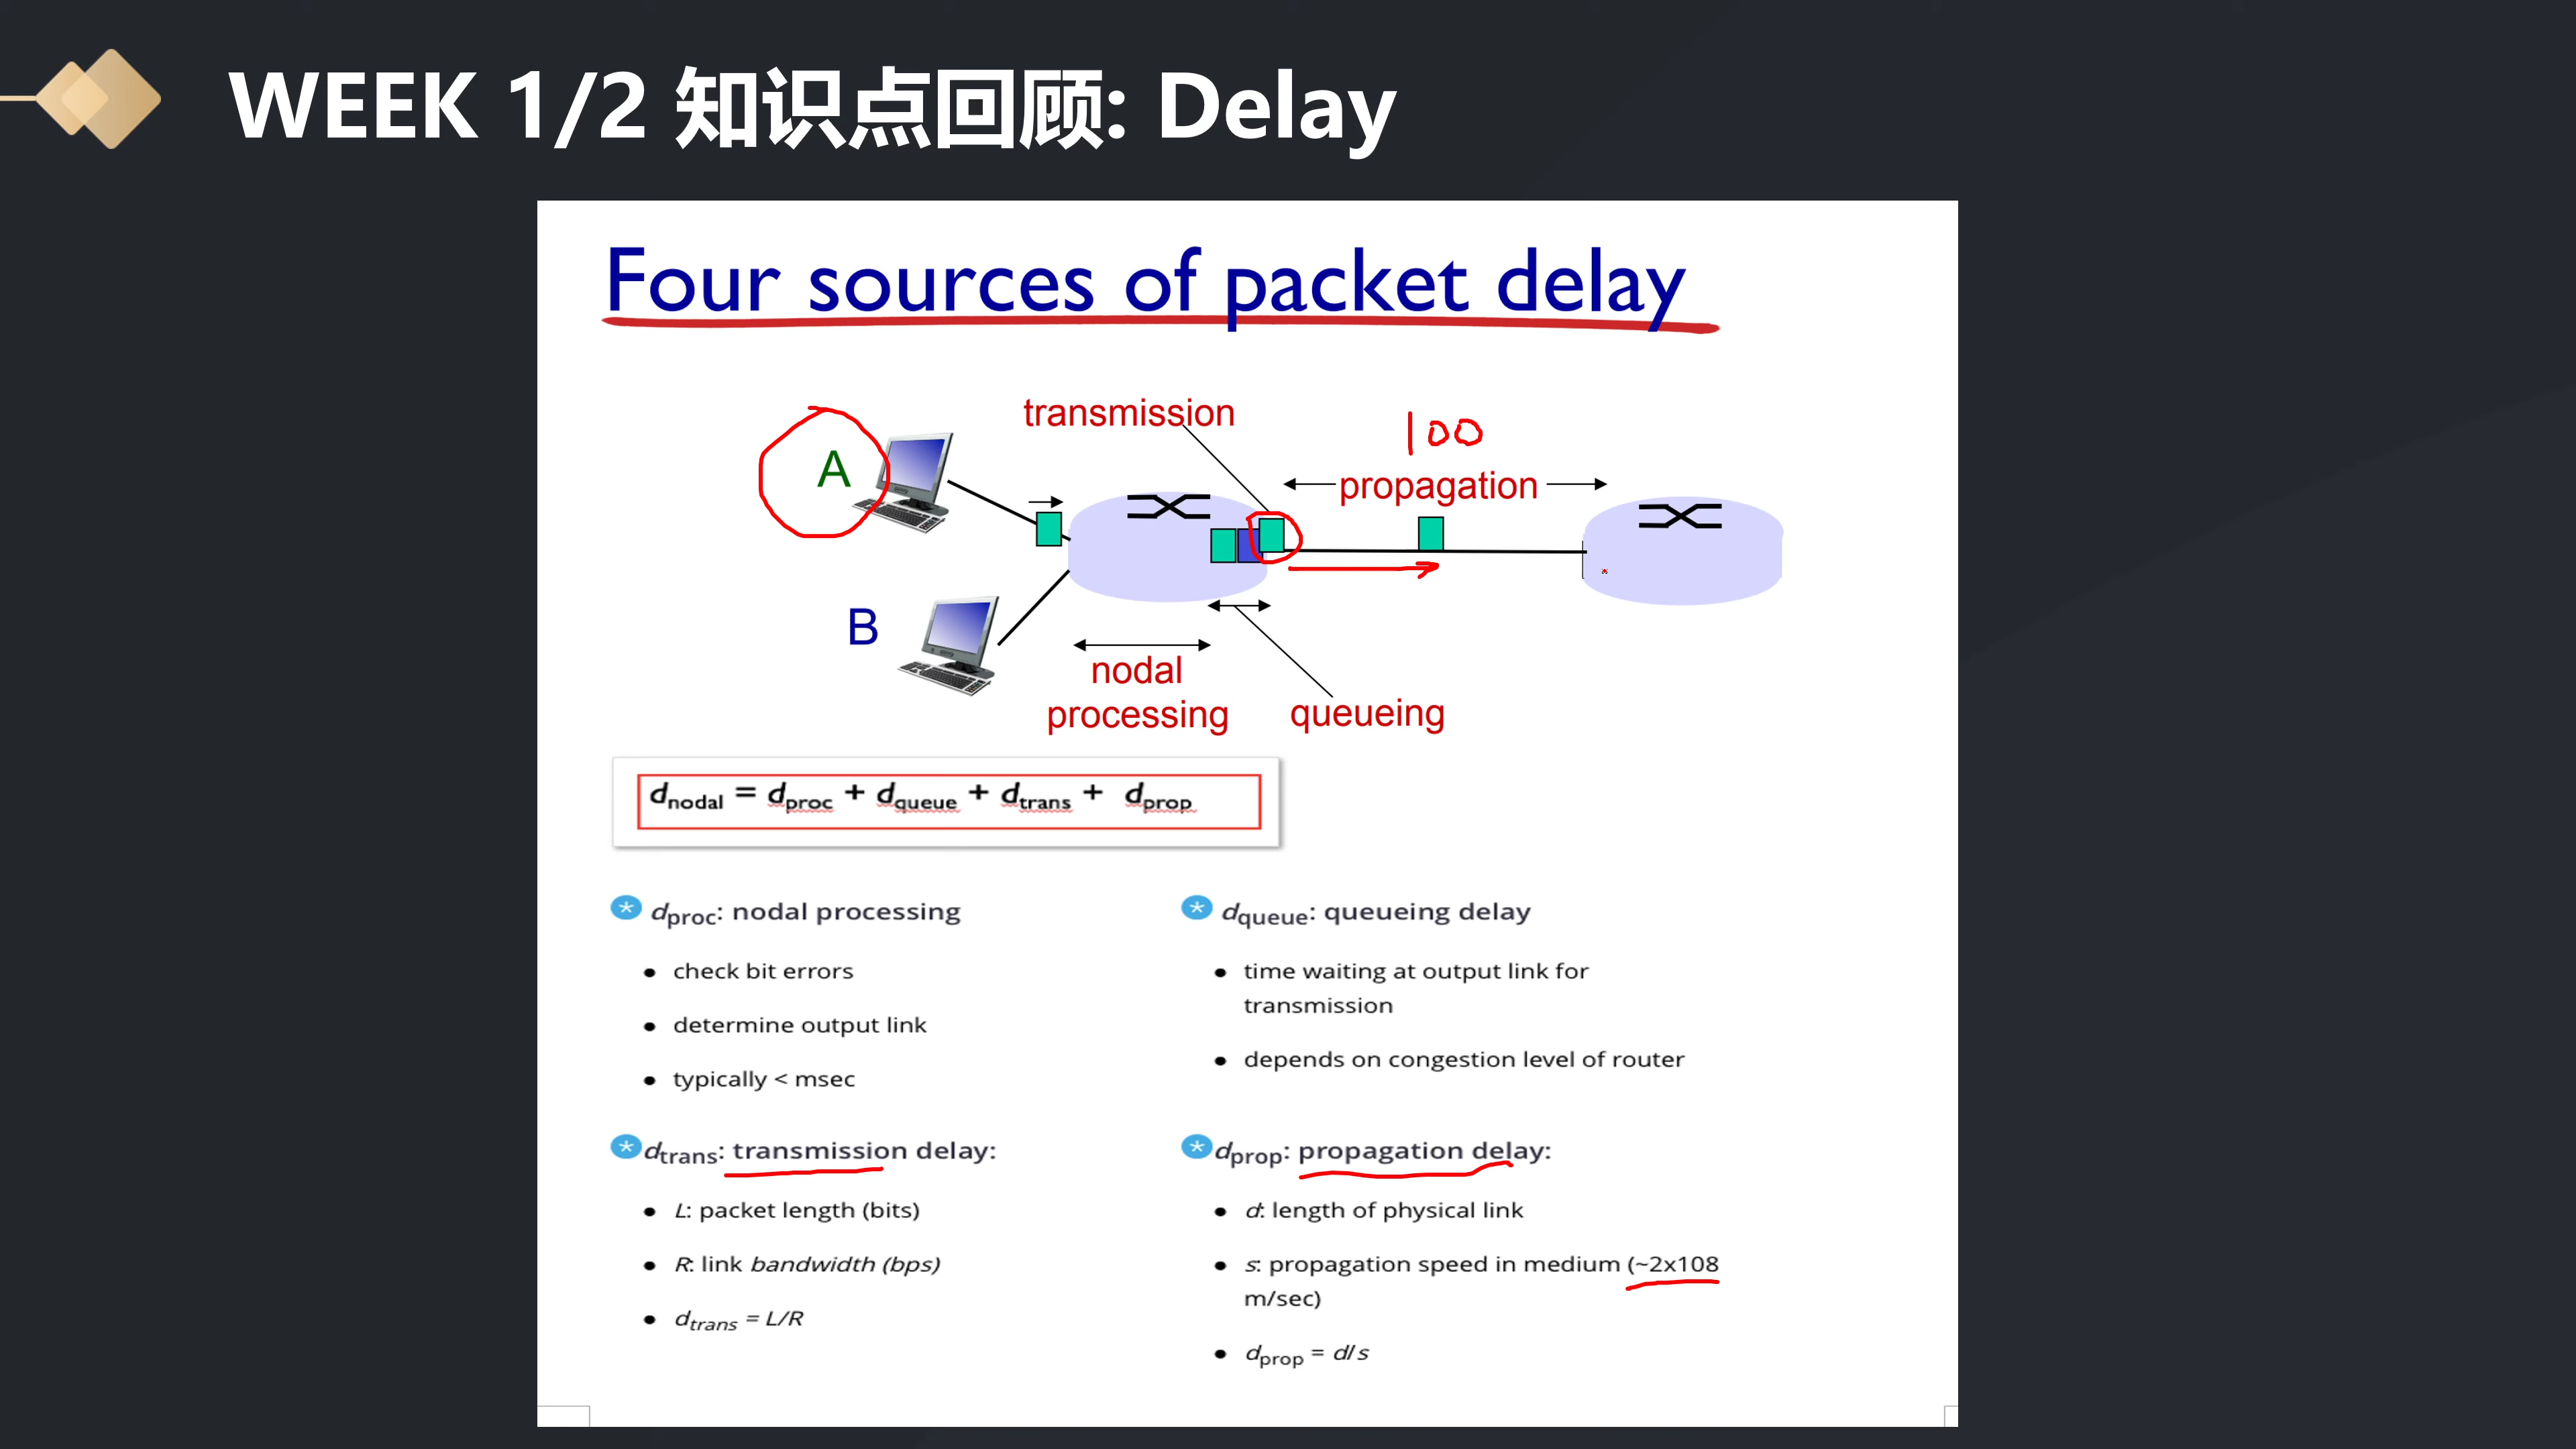 WEEK 1/2 知识点回顾: Delay
Four sources of packet delay
transmission
100
A
propagation
B
nodal
processing
queueing
dnodal = dproc + dqueue + dtrans + dprop
* dproc: nodal processing
• check bit errors
• determine output link
• typically < msec
* dqueue: queueing delay
• time waiting at output link for
transmission
• depends on congestion level of router
* dtrans: transmission delay:
• L: packet length (bits)
• R: link bandwidth (bps)
• dtrans = L/R
* dprop: propagation delay:
• d: length of physical link
• s: propagation speed in medium (~2x108
m/sec)
• dprop = d/s